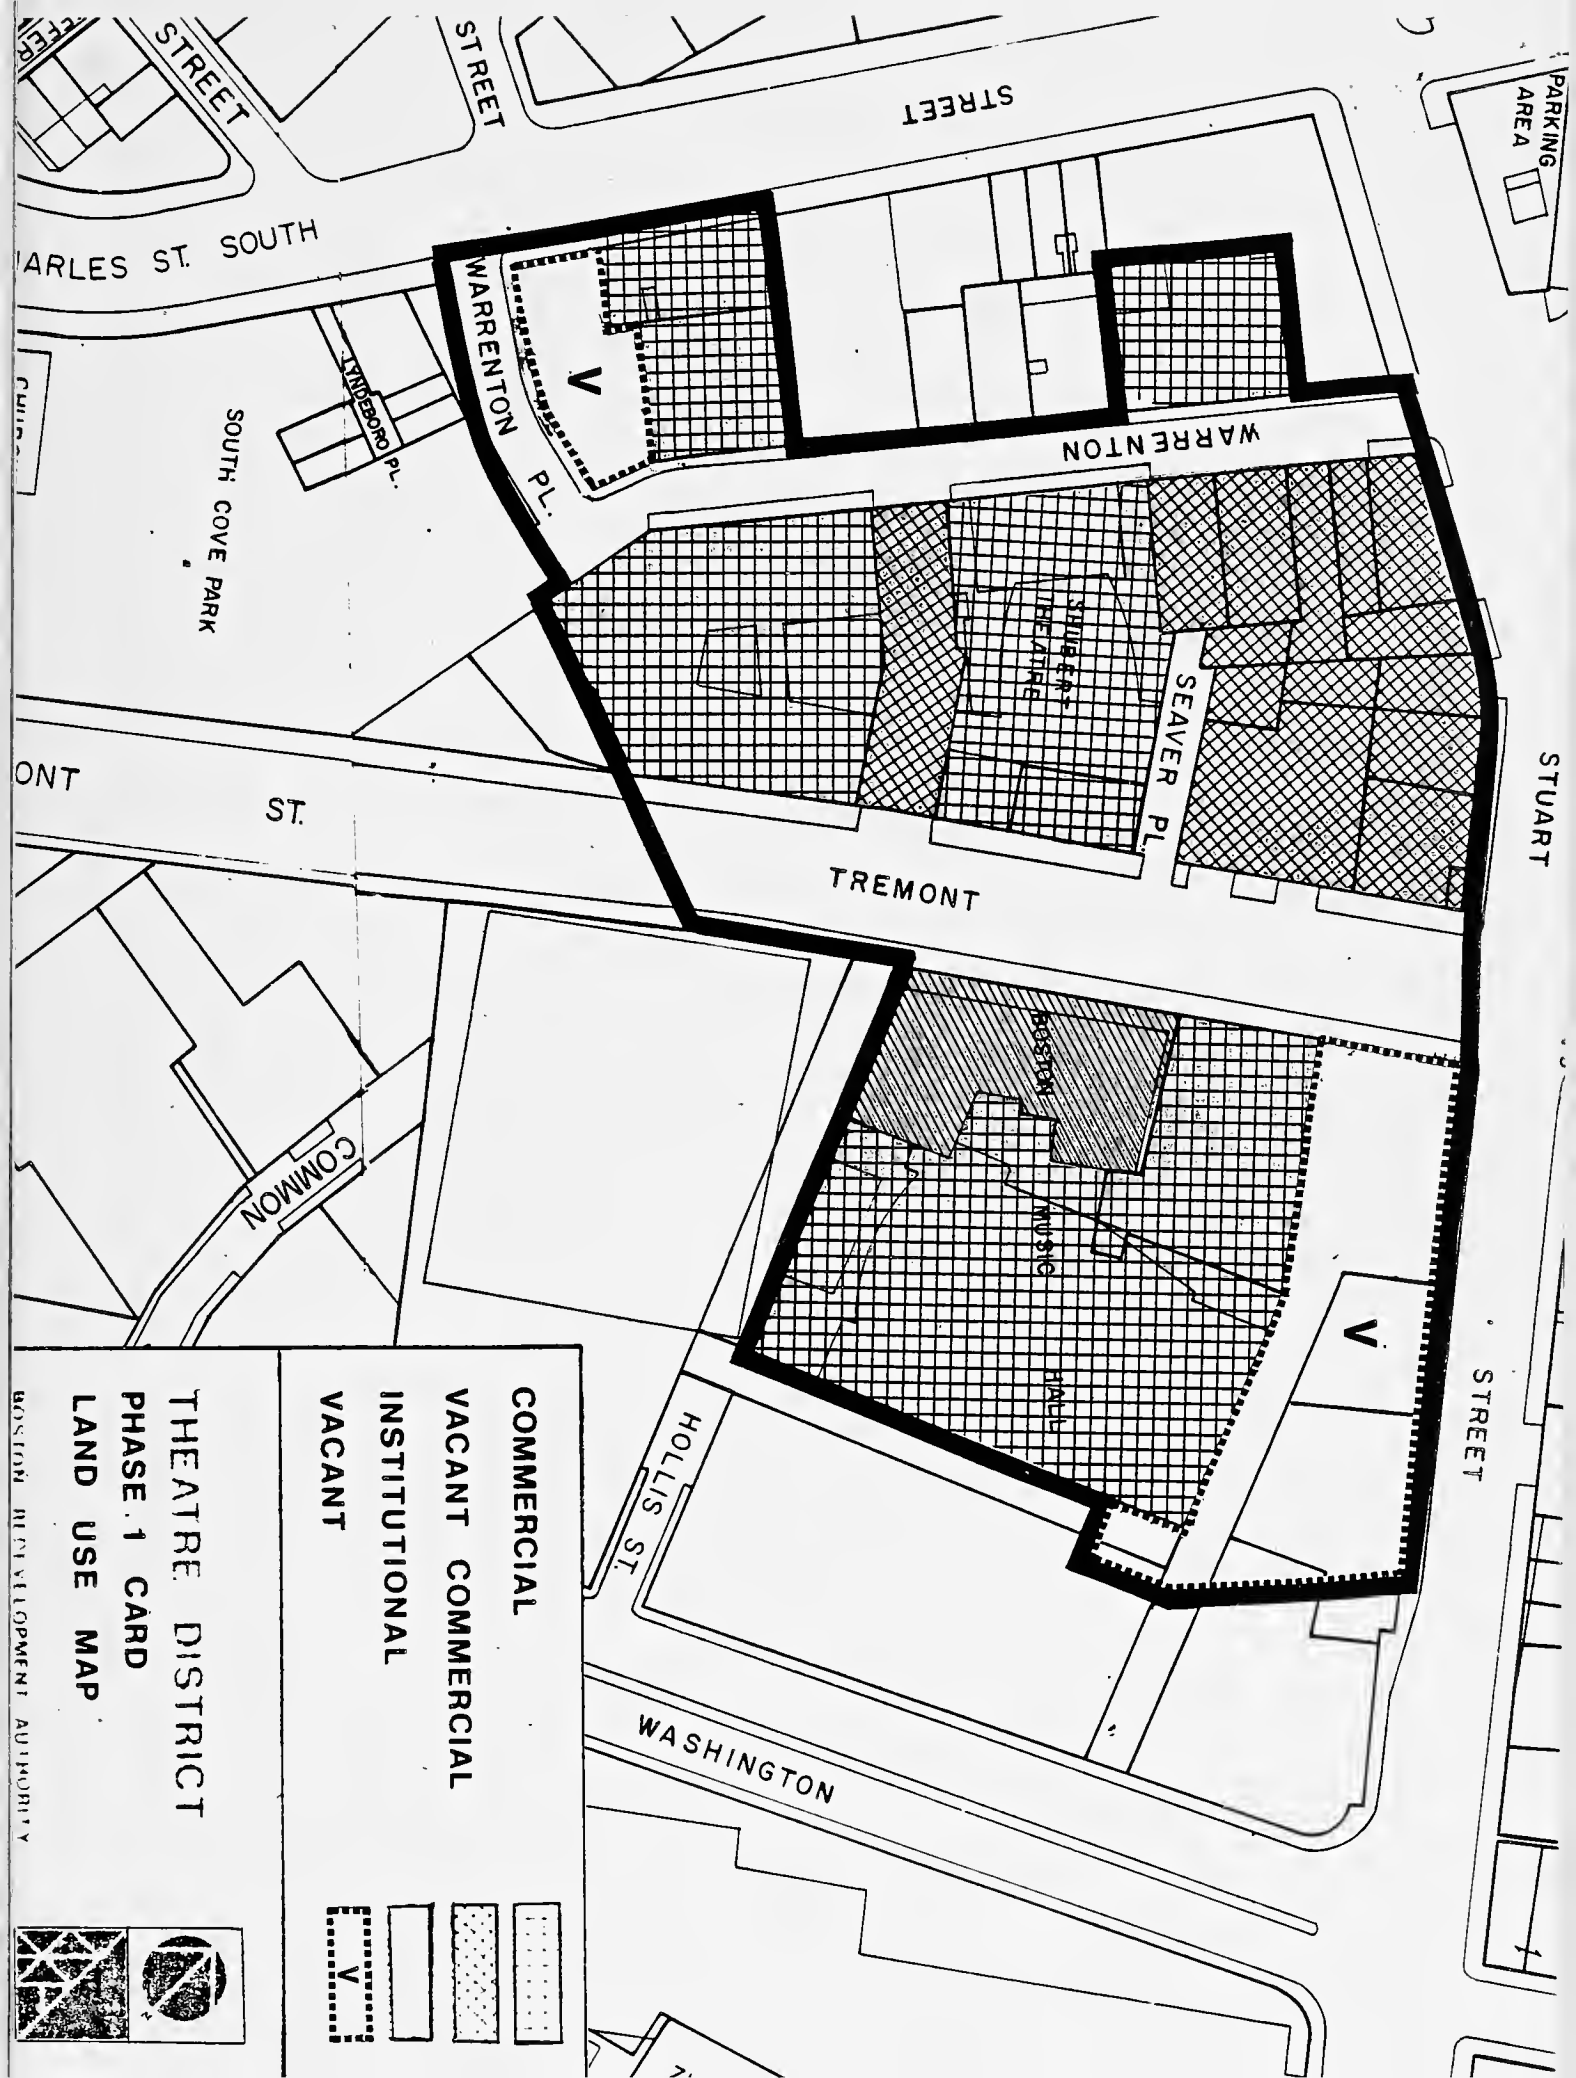 STREET
STREET
STREET
PARKING
AREA
ST. SOUTH
WARRENTON PL.
V
LYNDEBORO PL.
SOUTH COVE PARK
WARRENTON
SHUBERT
THEATRE
SEAVER PL.
STUART
STREET
ST.
TREMONT
BOSTON
MUSIC
HALL
V
COMMON
HOLLIS ST.
WASHINGTON
COMMERCIAL
VACANT COMMERCIAL
INSTITUTIONAL
VACANT
V
THEATRE DISTRICT
PHASE 1 CARD
LAND USE MAP
BOSTON REDEVELOPMENT AUTHORITY
N